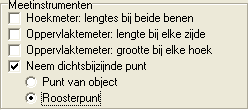 Meetinstrumenten
Hoekmeter: lengtes bij beide benen
Oppervlaktemeter: lengte bij elke zijde
Oppervlaktemeter: grootte bij elke hoek
Neem dichtsbijzijnde punt
Punt van object
Roosterpunt